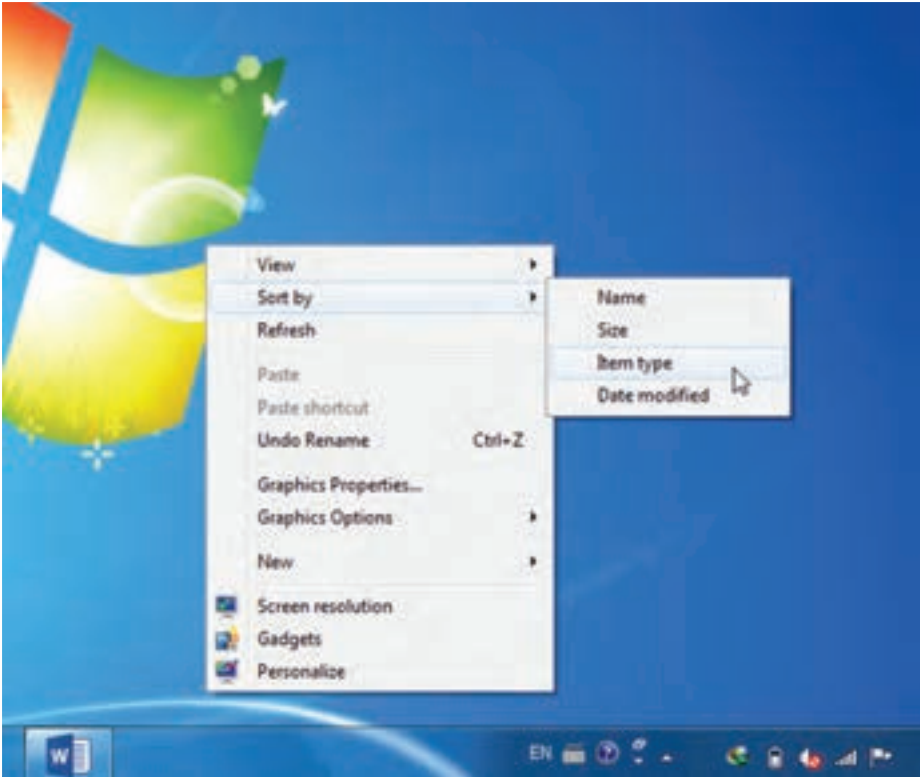 View
Sort by
Refresh
Paste
Paste shortcut
Undo Rename Ctrl+Z
Graphics Properties...
Graphics Options
New
Screen resolution
Gadgets
Personalize
Name
Size
Item type
Date modified
W
EN